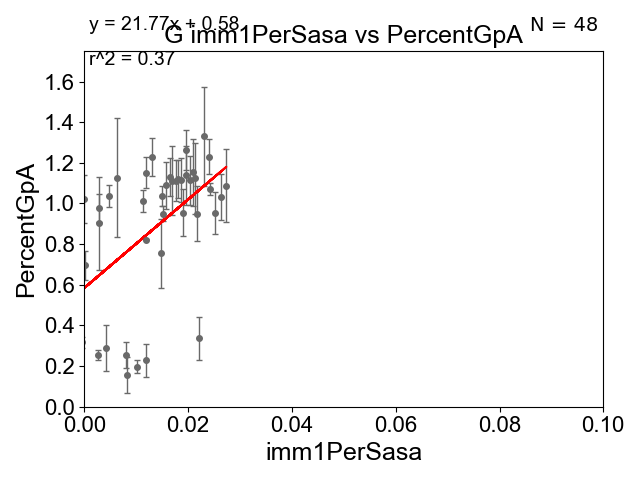 y = 21.77x + 0.58
N = 48
G imm1PerSasa vs PercentGpA
r^2 = 0.37
PercentGpA
1.6
1.4
1.2
1.0
0.8
0.6
0.4
0.2
0.0
0.00 0.02 0.04 0.06 0.08 0.10
imm1PerSasa